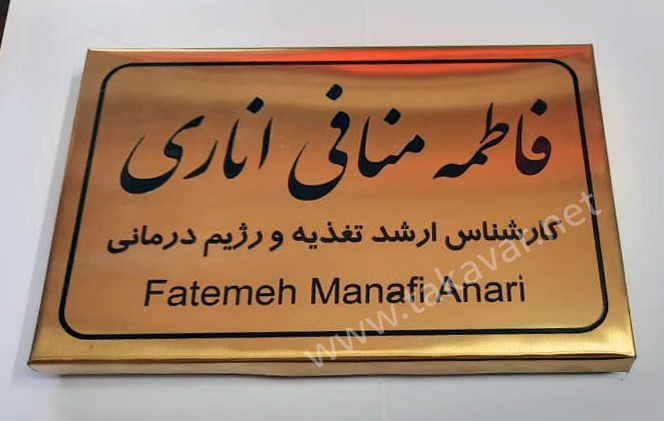 فاطمه منافی اناری
کارشناس ارشد تغذیه و رژیم درمانی
Fatemeh Manafi Anari
www.takavar.net